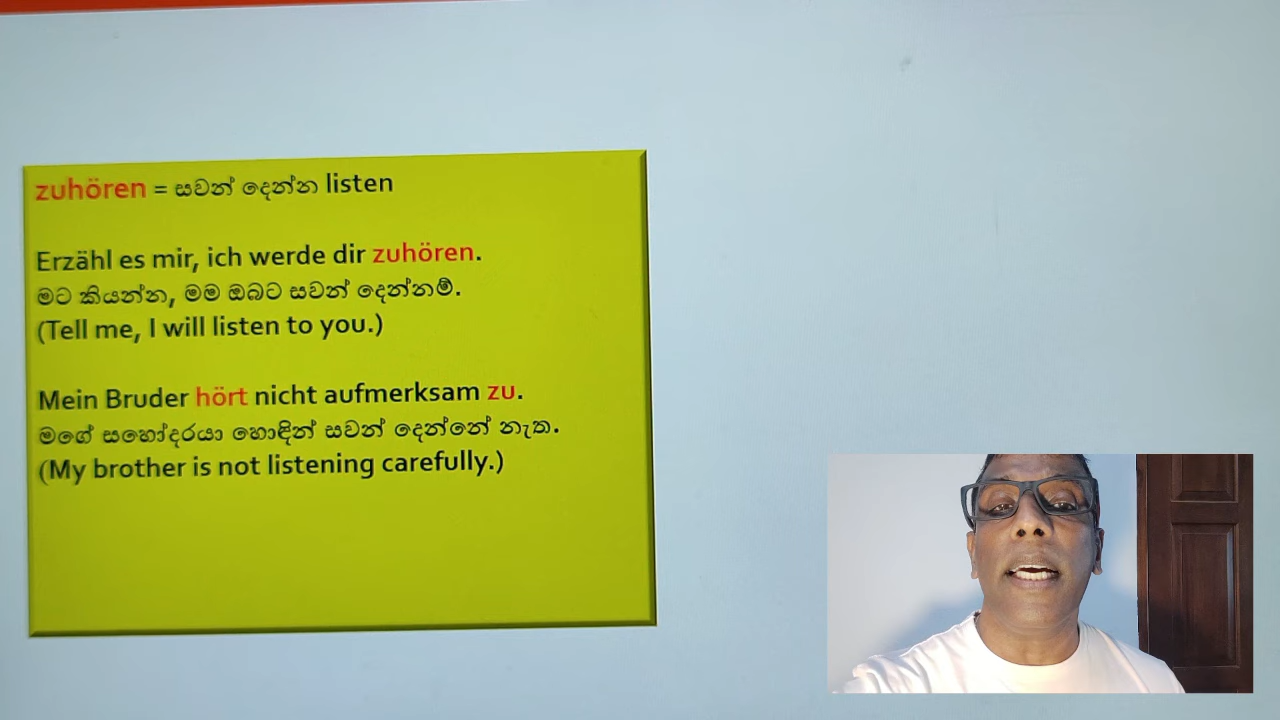 zuhören = සවන් දෙන්න listen
Erzähl es mir, ich werde dir zuhören.
මට කියන්න, මම ඔබට සවන් දෙන්නම්.
(Tell me, I will listen to you.)
Mein Bruder hört nicht aufmerksam zu.
මගේ සහෝදරයා හොඳින් සවන් දෙන්නේ නැත.
(My brother is not listening carefully.)